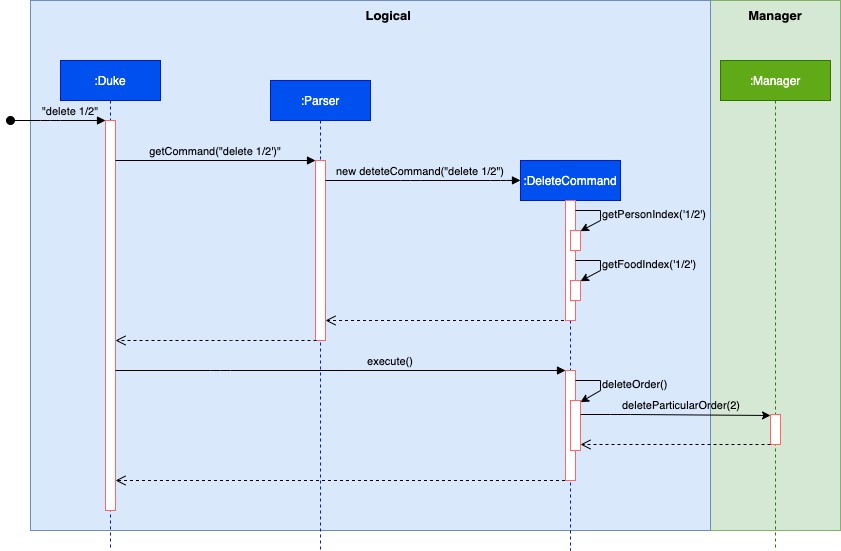 Logical
Manager
:Duke
:Parser
:Manager
"delete 1/2"
getCommand("delete 1/2')"
new deteteCommand("delete 1/2")
:DeleteCommand
getPersonIndex('1/2')
getFoodIndex('1/2')
execute()
deleteOrder()
deleteParticularOrder(2)